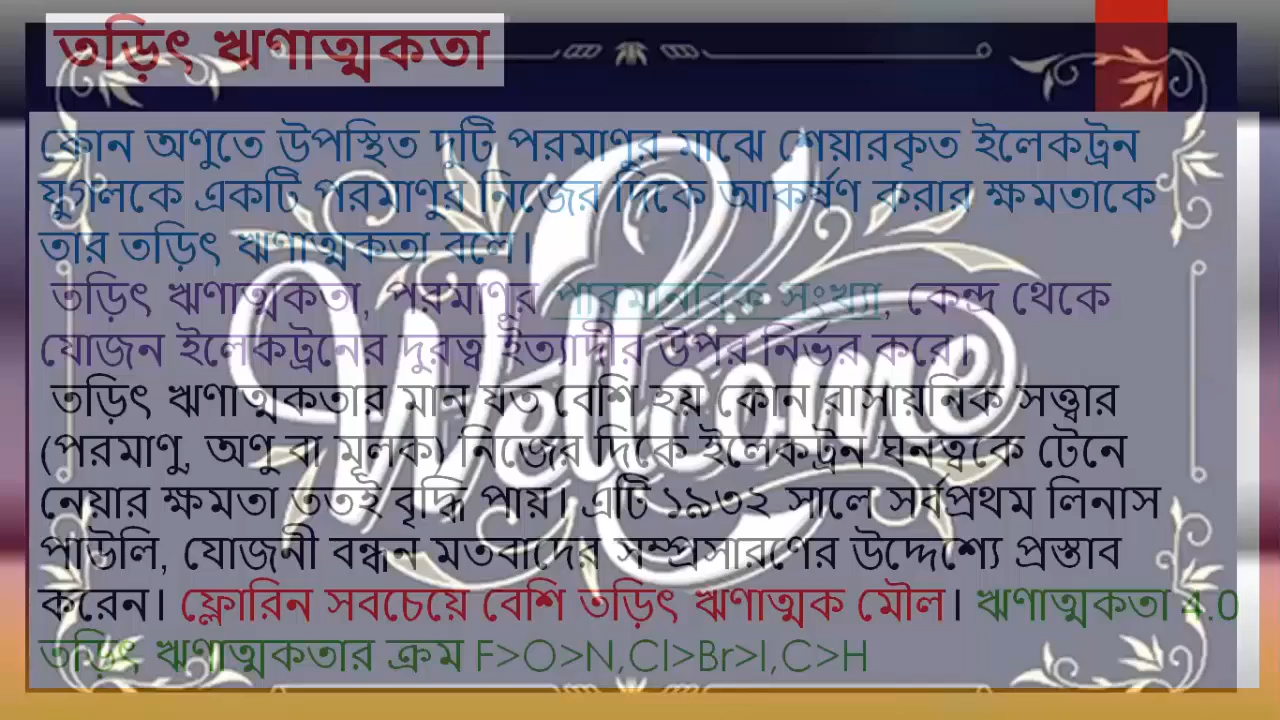 তড়িৎ ঋণাত্মকতা
কোন অণুতে উপস্থিত দুটি পরমাণুর মাঝে শেয়ারকৃত ইলেকট্রন
যুগলকে একটি পরমাণুর নিজের দিকে আকর্ষণ করার ক্ষমতাকে
তার তড়িৎ ঋণাত্মকতা বলে।
তড়িৎ ঋণাত্মকতা, পরমাণুর পারমানবিক সংখ্যা, কেন্দ্র থেকে
যোজন ইলেকট্রনের দুরত্ব ইত্যাদীর উপর নির্ভর করে।
তড়িৎ ঋণাত্মকতার মান যত বেশি হয় কোন রাসায়নিক সত্ত্বার
(পরমাণু, অণু বা মূলক) নিজের দিকে ইলেকট্রন ঘনত্বকে টেনে
নেয়ার ক্ষমতা ততই বৃদ্ধি পায়। এটি ১৯৩২ সালে সর্বপ্রথম লিনাস
পাউলি, যোজনী বন্ধন মতবাদের সম্প্রসারণের উদ্দেশ্যে প্রস্তাব
করেন। ফ্লোরিন সবচেয়ে বেশি তড়িৎ ঋণাত্মক মৌল। ঋণাত্মকতা 4.0
তড়িৎ ঋণাত্মকতার ক্রম F>O>N,Cl>Br>I,C>H
Welcome